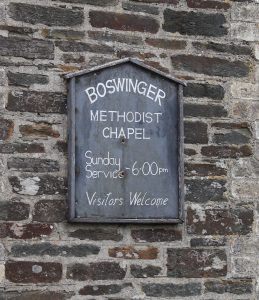 BOSWINGER
METHODIST
CHAPEL
Sunday
Service - 6:00pm
Visitors Welcome